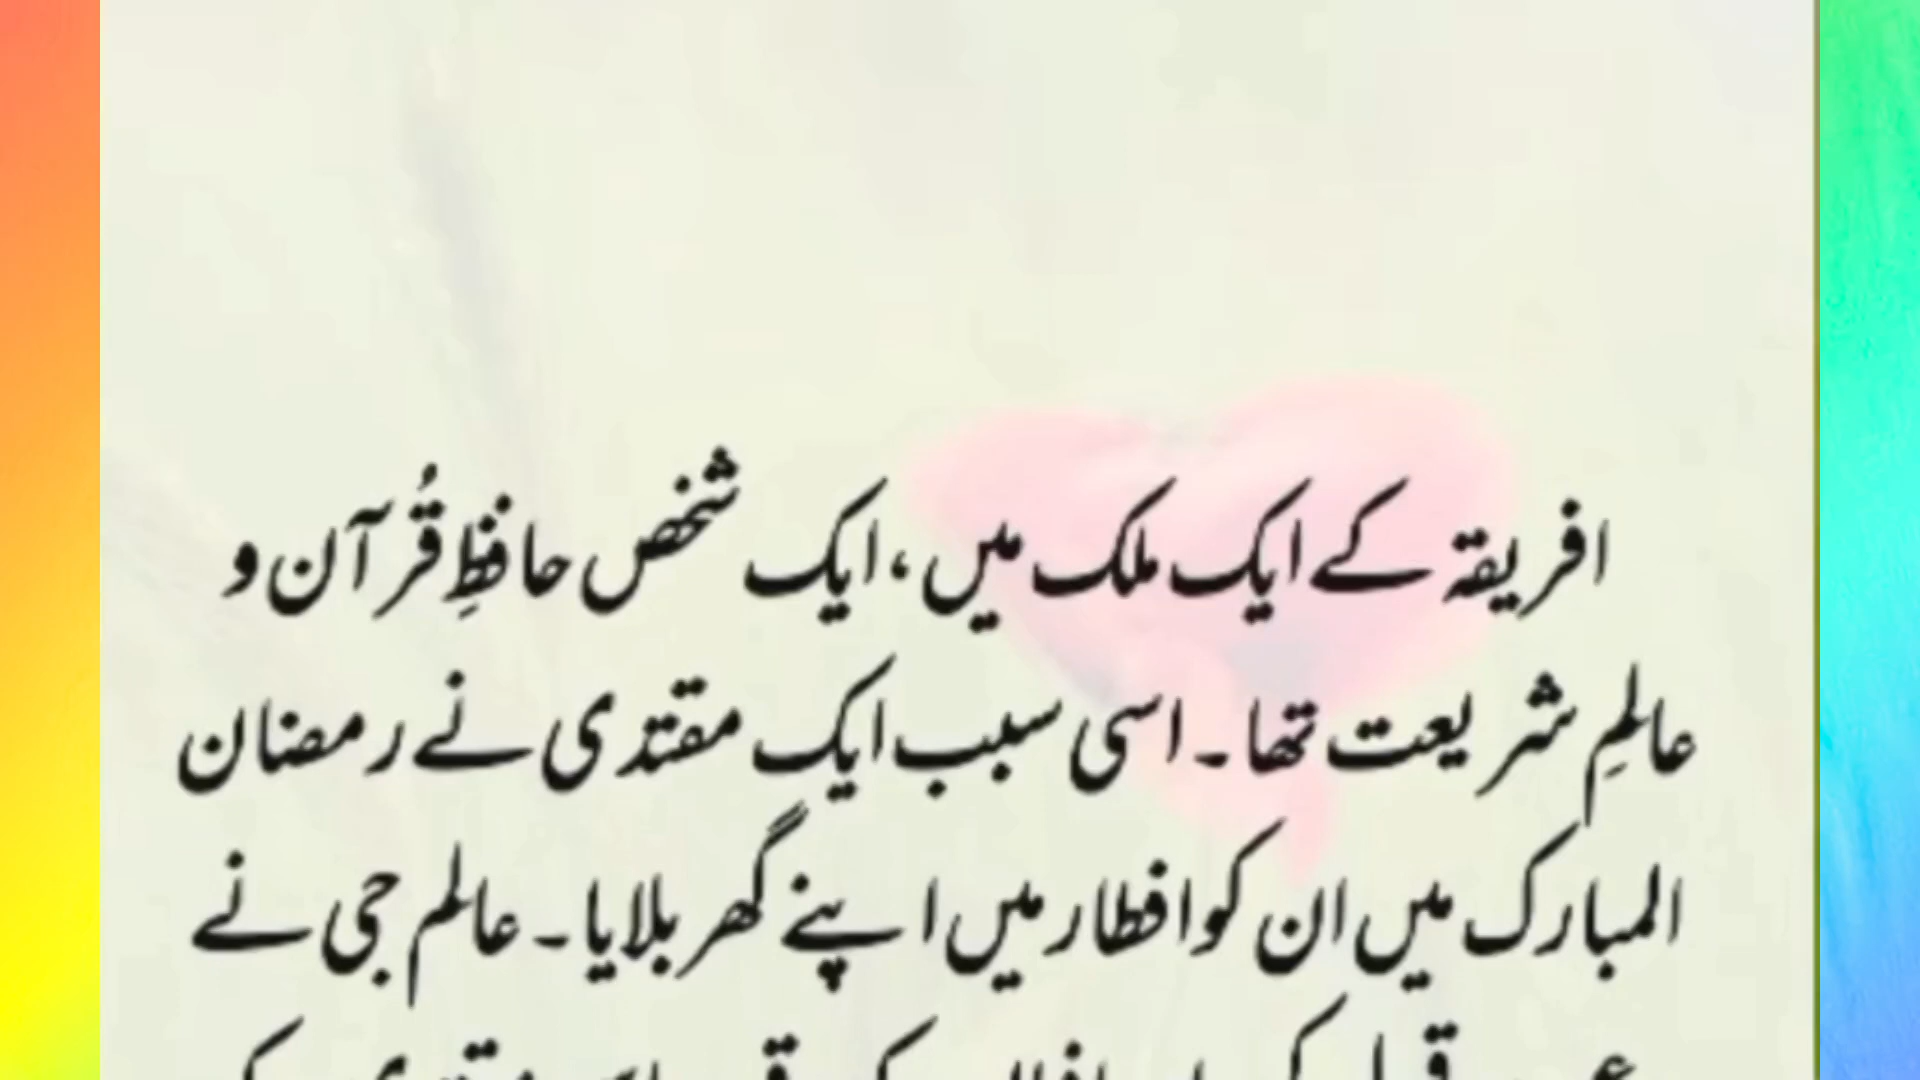 افریقہ کے ایک ملک میں، ایک شخص حافظِ قُرآن و
عالمِ شریعت تھا۔ اسی سبب ایک مقتدی نے رمضان
المبارک میں ان کو افطار میں اپنے گھر بلایا۔ عالم جی نے